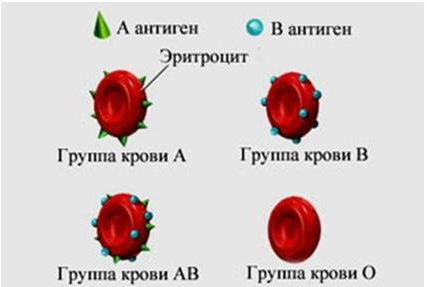 А антиген
В антиген
Эритроцит
Группа крови А
Группа крови В
Группа крови АВ
Группа крови О